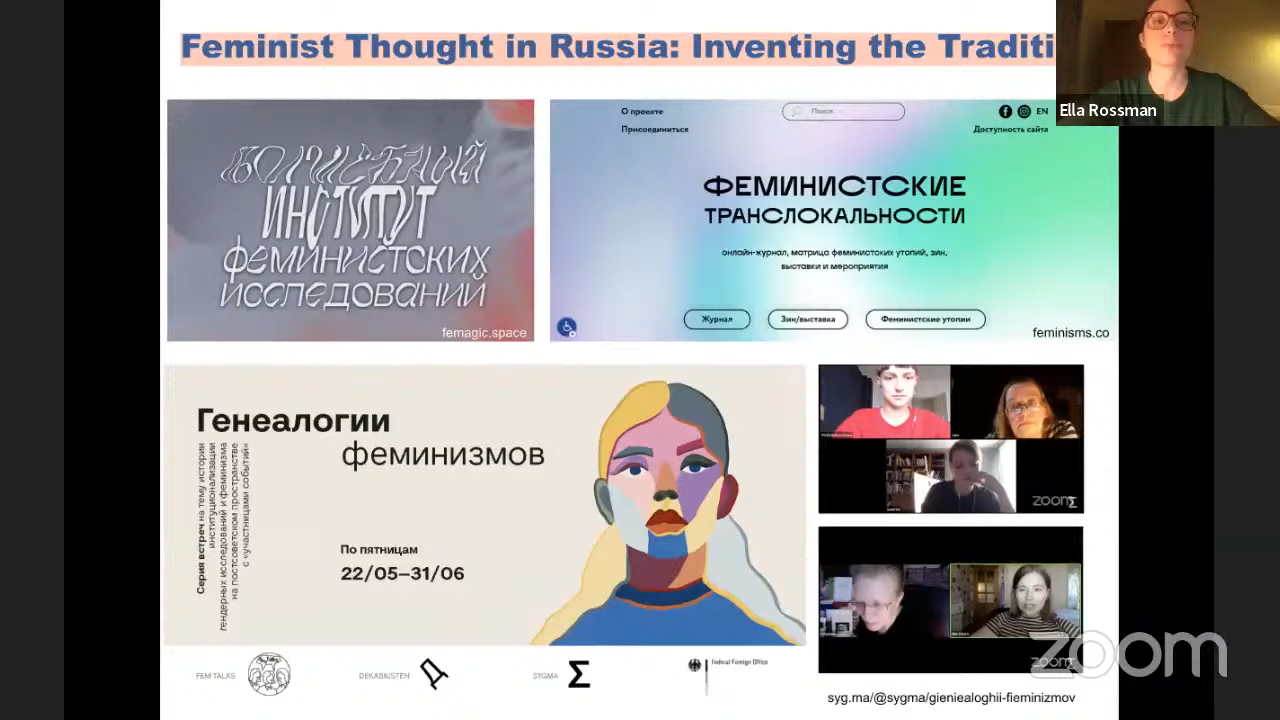 Feminist Thought in Russia: Inventing the Traditi
Ella Rossman
ВОЛШЕБНЫЙ
ИНСТИТУТ
феминистских
исследований
femagic.space
О проекте
Присоединиться
Поиск
EN
Доступность сайта
ФЕМИНИСТСКИЕ
ТРАНСЛОКАЛЬНОСТИ
онлайн-журнал, матрица феминистских утопий, зин,
выставки и мероприятия
Журнал
Зин/выставка
Феминистские утопии
feminisms.co
Генеалогии
феминизмов
Серия встреч на тему истории
институционализации
гендерных исследований и феминизма
на постсоветском пространстве
с «участницами событий»
По пятницам
22/05–31/06
FEM TALKS
DEKABRISTEN
SYGMA
Σ
Federal Foreign Office
zoom
zoom
zoom
syg.ma/@sygma/gieniealoghii-fieminizmov